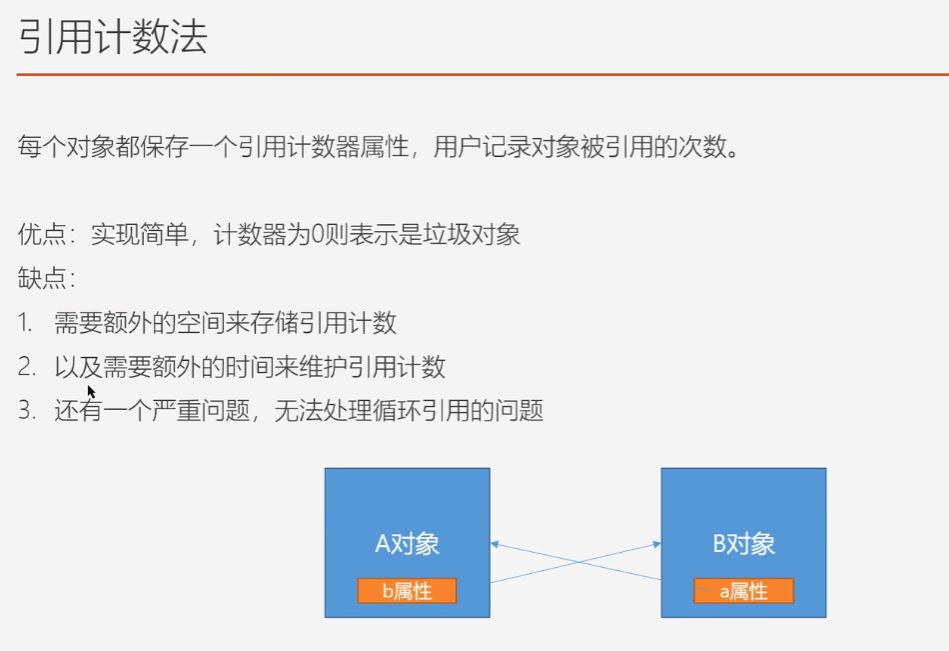 引用计数法
每个对象都保存一个引用计数器属性，用户记录对象被引用的次数。
优点：实现简单，计数器为0则表示是垃圾对象
缺点：
1. 需要额外的空间来存储引用计数
2. 以及需要额外的时间来维护引用计数
3. 还有一个严重问题，无法处理循环引用的问题
A对象
B对象
b属性
a属性